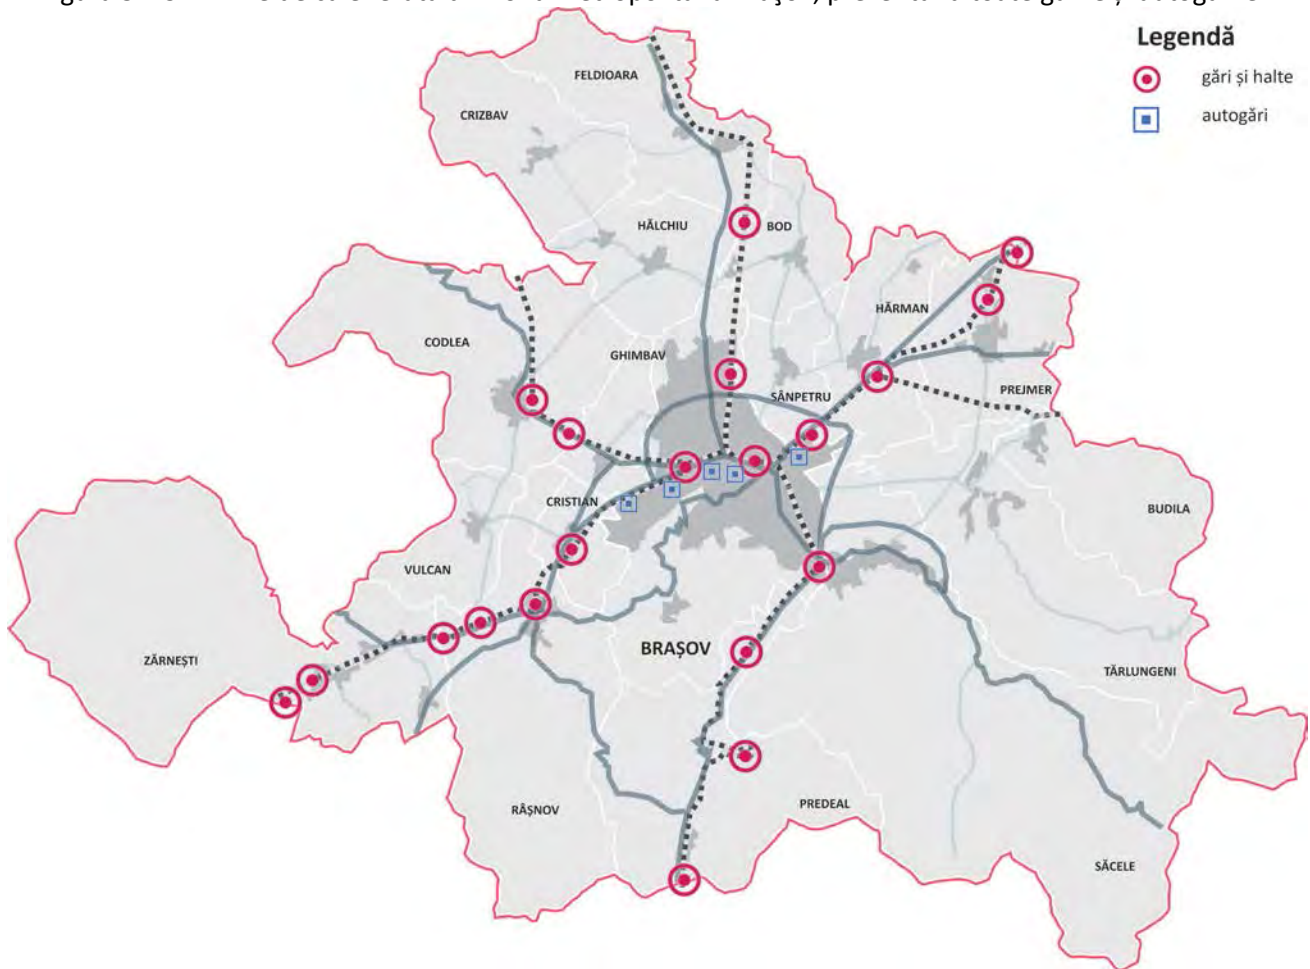 Legendă
gări și halte
autogări
FELDIOARA
CRIZBAV
HĂLCHIU
BOD
HĂRMAN
CODLEA
GHIMBAV
SÂNPETRU
PREJMER
CRISTIAN
BUDILA
VULCAN
BRAȘOV
ZĂRNEȘTI
TĂRLUNGENI
RÂȘNOV
PREDEAL
SĂCELE